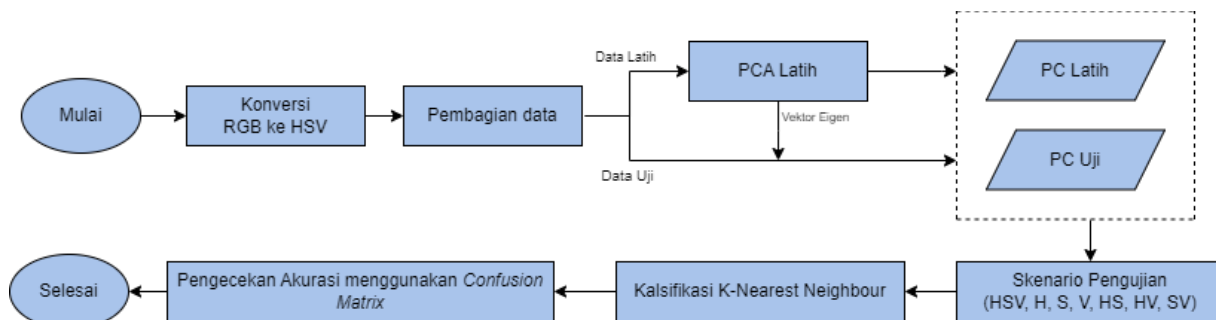 Data Latih
PCA Latih
PC Latih
Mulai
Konversi
RGB ke HSV
Pembagian data
Vektor Eigen
Data Uji
PC Uji
Selesai
Pengecekan Akurasi menggunakan Confusion
Matrix
Kalsifikasi K-Nearest Neighbour
Skenario Pengujian
(HSV, H, S, V, HS, HV, SV)